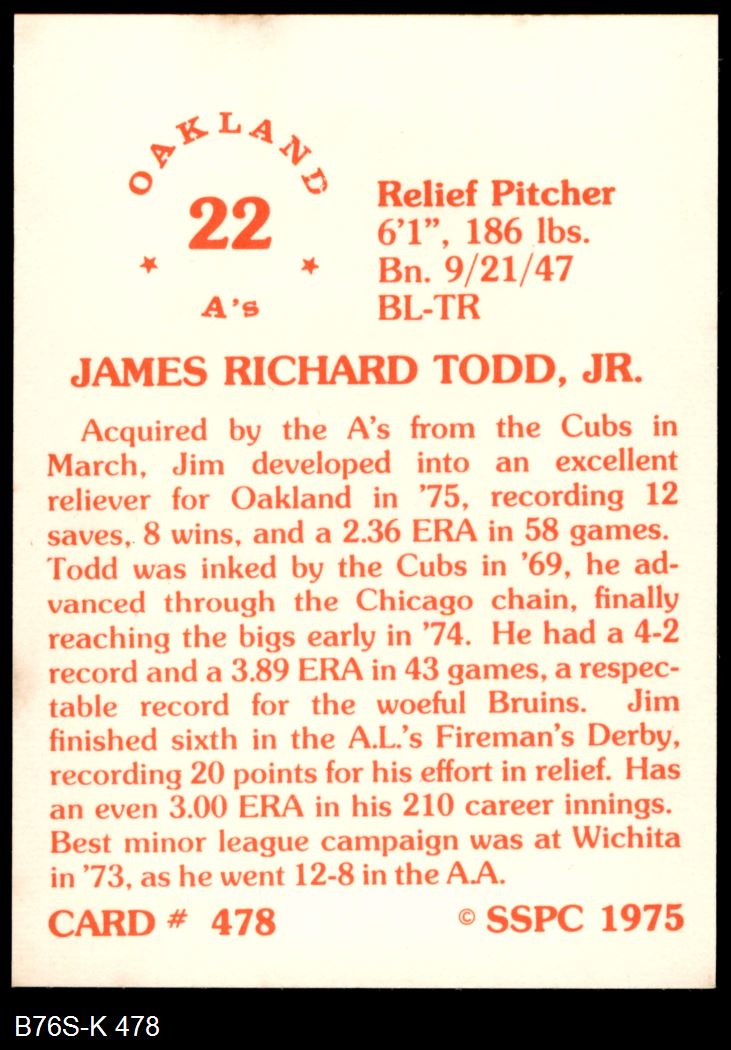 OAKLAND
22
A's
Relief Pitcher
6'1", 186 lbs.
Bn. 9/21/47
BL-TR
JAMES RICHARD TODD, JR.
Acquired by the A's from the Cubs in
March, Jim developed into an excellent
reliever for Oakland in '75, recording 12
saves, 8 wins, and a 2.36 ERA in 58 games.
Todd was inked by the Cubs in '69, he ad-
vanced through the Chicago chain, finally
reaching the bigs early in '74. He had a 4-2
record and a 3.89 ERA in 43 games, a respec-
table record for the woeful Bruins. Jim
finished sixth in the A.L.'s Fireman's Derby,
recording 20 points for his effort in relief. Has
an even 3.00 ERA in his 210 career innings.
Best minor league campaign was at Wichita
in '73, as he went 12-8 in the A.A.
CARD # 478
© SSPC 1975
B76S-K 478